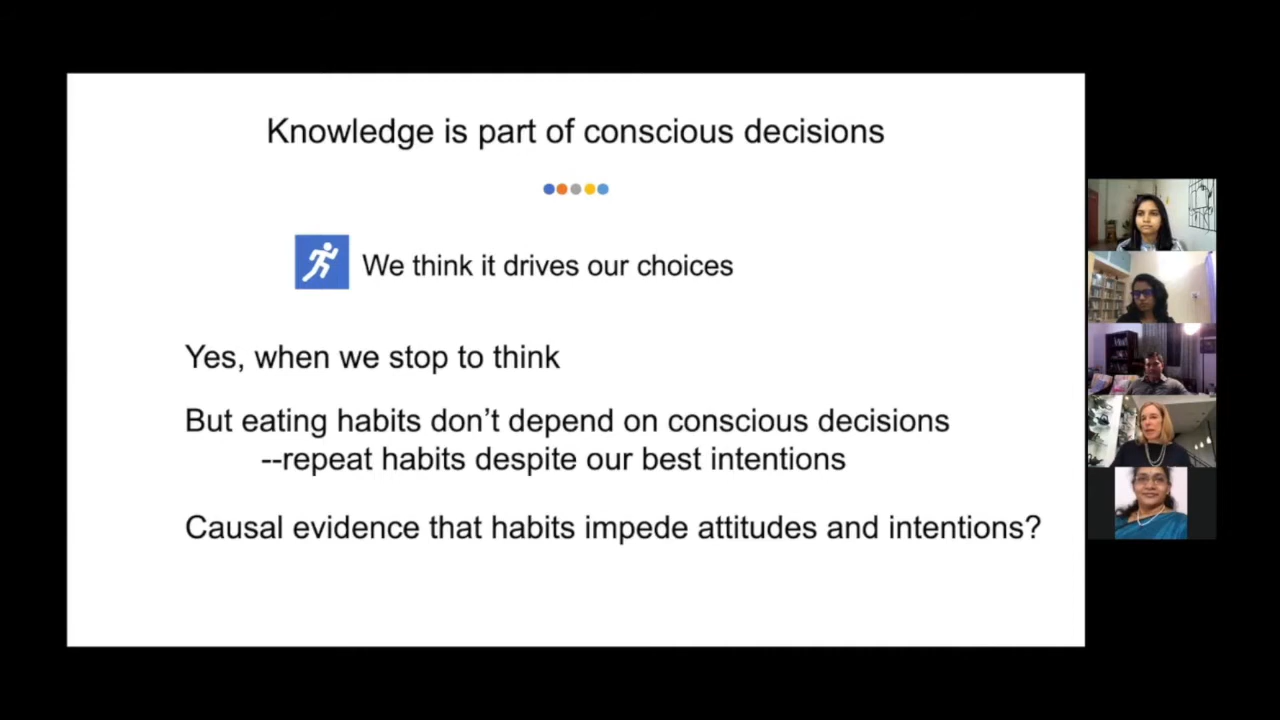 Knowledge is part of conscious decisions
We think it drives our choices
Yes, when we stop to think
But eating habits don’t depend on conscious decisions
--repeat habits despite our best intentions
Causal evidence that habits impede attitudes and intentions?